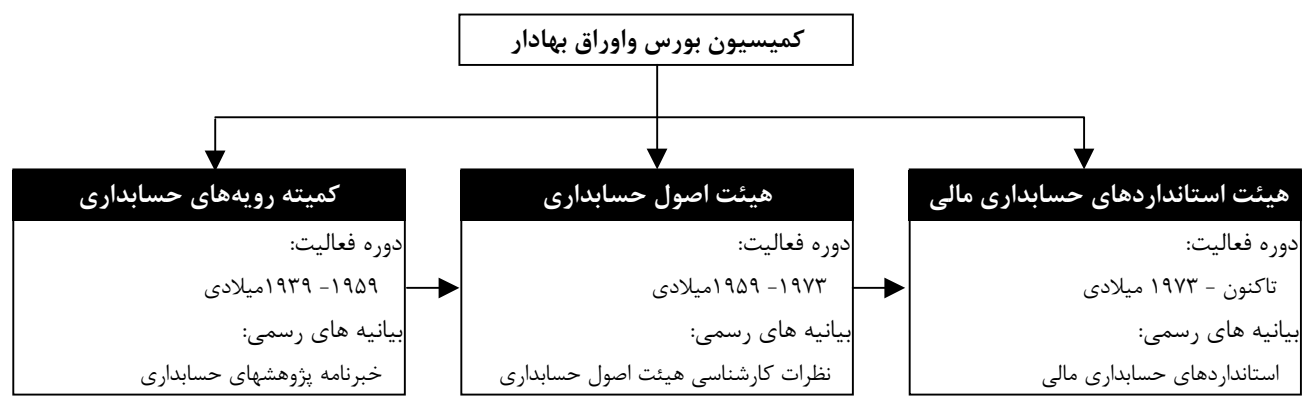 کمیسیون بورس واوراق بهادار
کمیته رویه‌های حسابداری
دوره فعالیت:
۱۹۵۹- ۱۹۳۹میلادی
بیانیه های رسمی:
خبرنامه پژوهشهای حسابداری
هیئت اصول حسابداری
دوره فعالیت:
۱۹۷۳- ۱۹۵۹میلادی
بیانیه های رسمی:
نظرات کارشناسی هیئت اصول حسابداری
هیئت استانداردهای حسابداری مالی
دوره فعالیت:
تاکنون - ۱۹۷۳ میلادی
بیانیه های رسمی:
استانداردهای حسابداری مالی